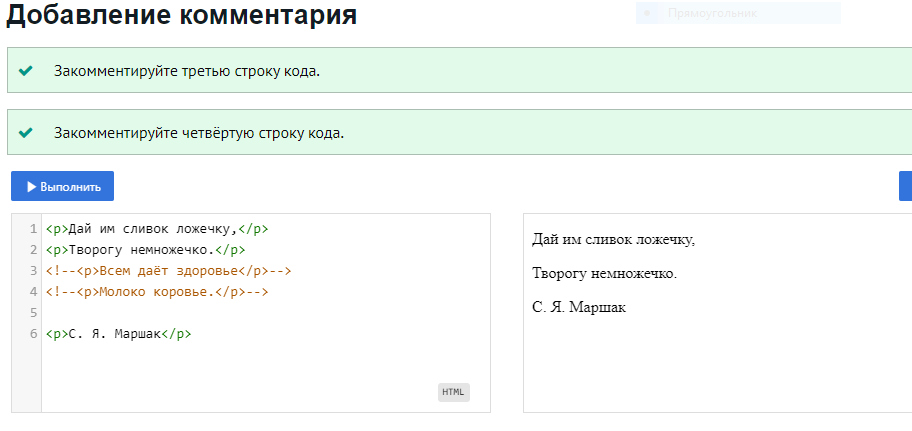 Добавление комментария
Прямоугольник
Закомментируйте третью строку кода.
Закомментируйте четвёртую строку кода.
Выполнить
1 <p>Дай им сливок ложечку,</p>
2 <p>Творогу немножечко.</p>
3 <!--<p>Всем даёт здоровье</p>-->
4 <!--<p>Молоко коровье.</p>-->
5
6 <p>С. Я. Маршак</p>
HTML
Дай им сливок ложечку,
Творогу немножечко.
С. Я. Маршак